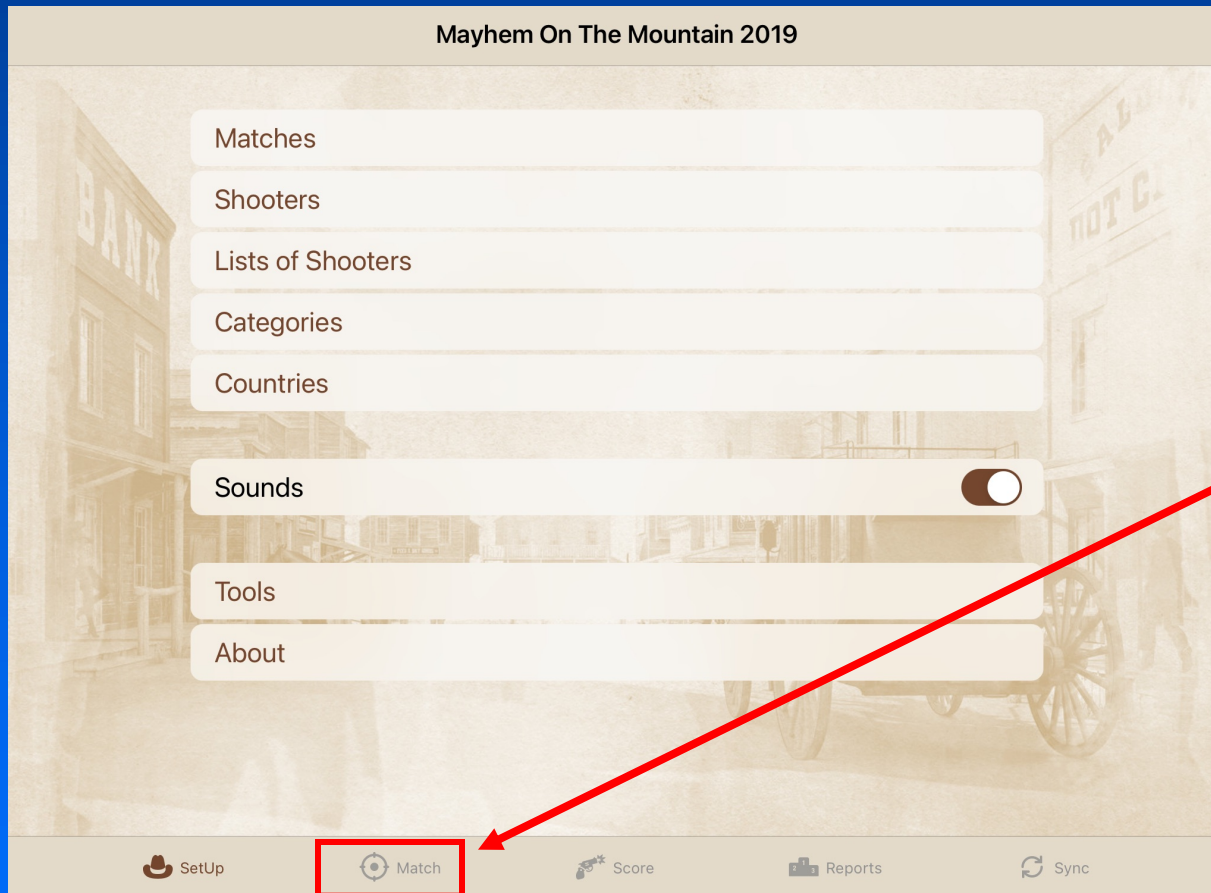 Mayhem On The Mountain 2019
BANK
Matches
Shooters
Lists of Shooters
Categories
Countries
Sounds
Tools
About
SetUp
Match
Score
Reports
Sync